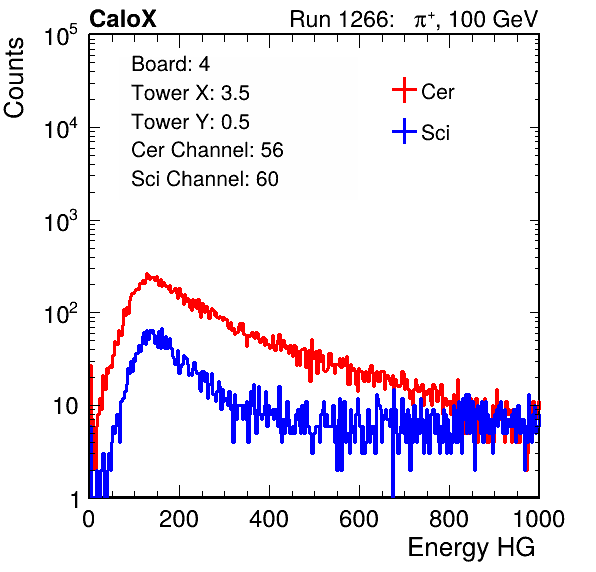 CaloX Run 1266: π⁺, 100 GeV
Counts
Board: 4
Tower X: 3.5
Tower Y: 0.5
Cer Channel: 56
Sci Channel: 60
Cer
Sci
10⁵
10⁴
10³
10²
10
1
0 200 400 600 800 1000
Energy HG